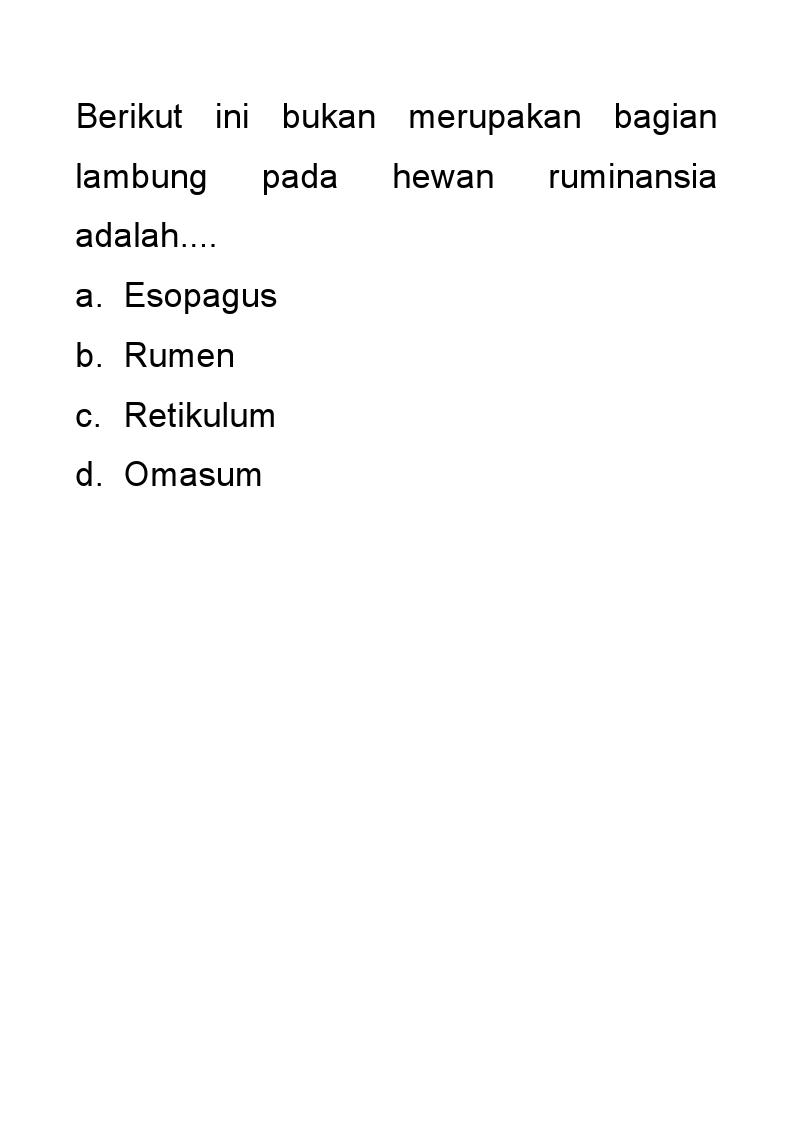 Berikut ini bukan merupakan bagian
lambung pada hewan ruminansia
adalah....
a. Esopagus
b. Rumen
c. Retikulum
d. Omasum